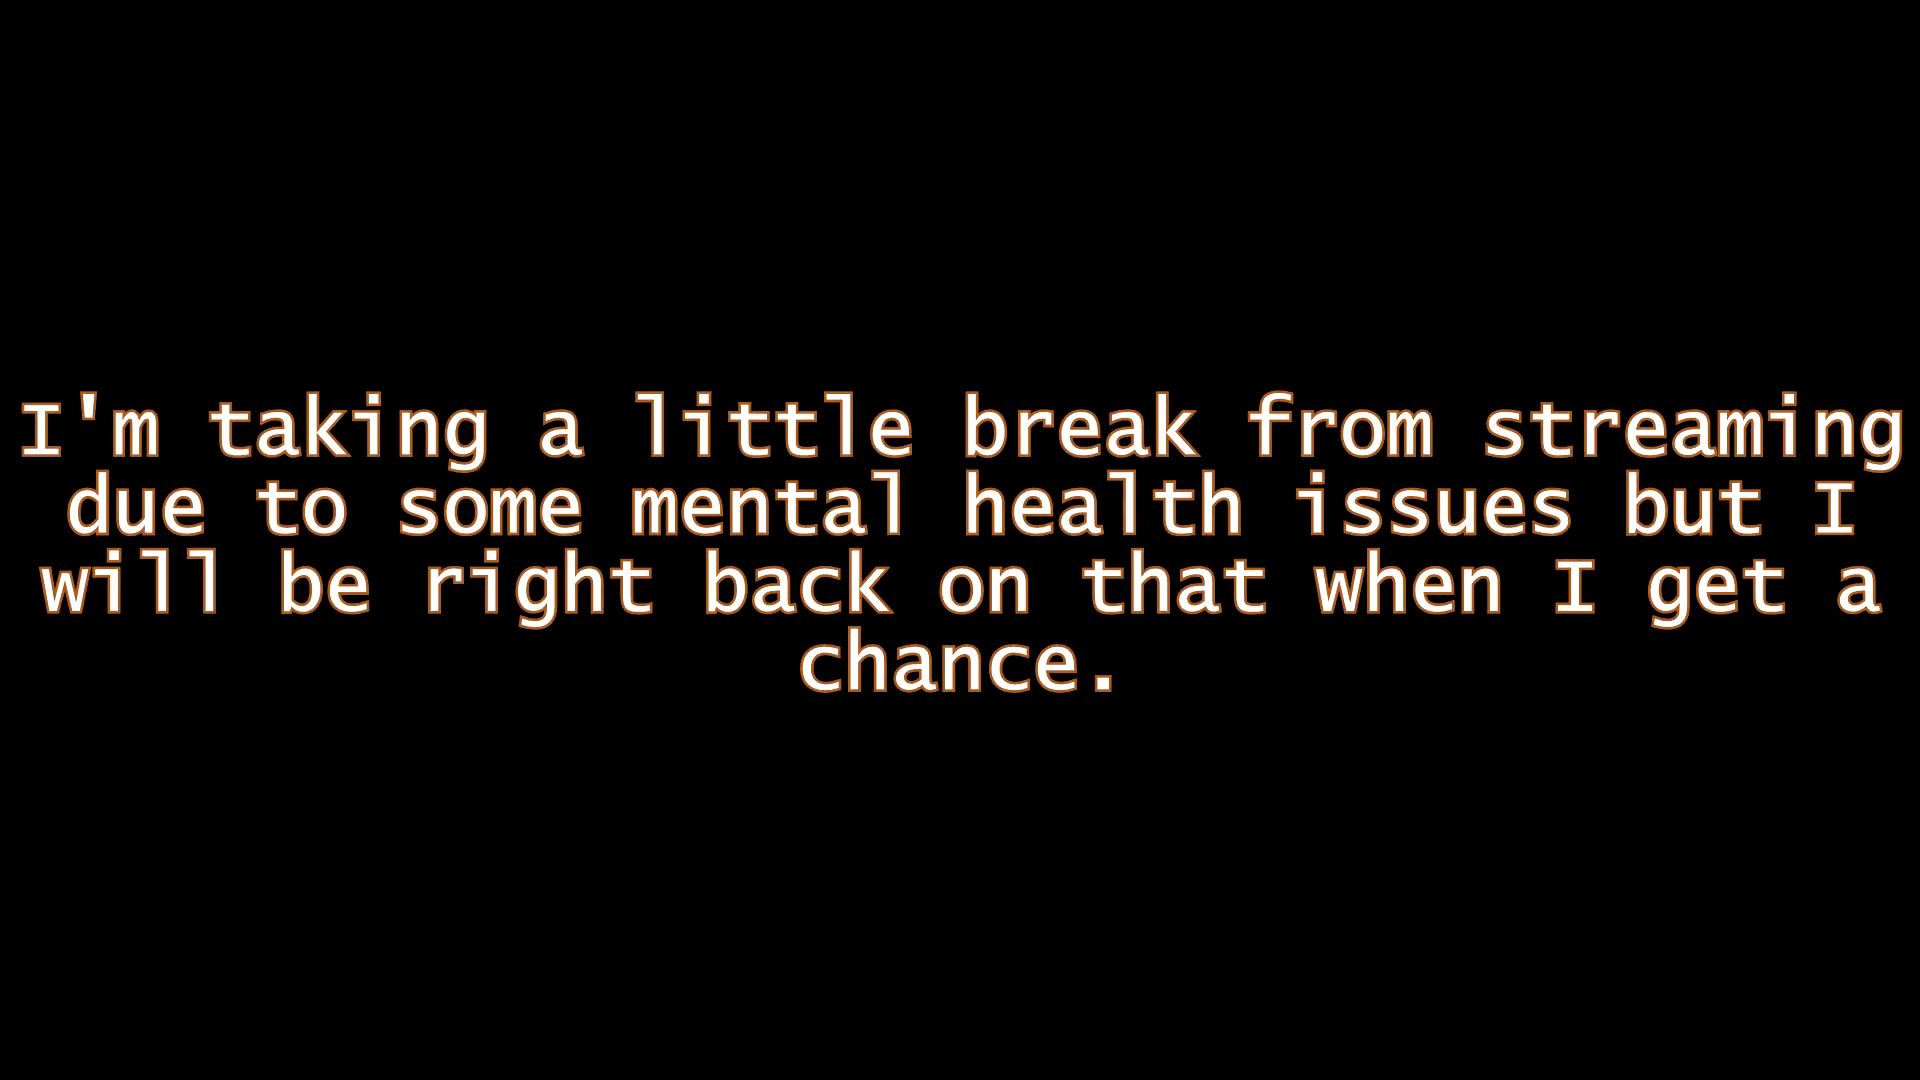 I'm taking a little break from streaming
due to some mental health issues but I
will be right back on that when I get a
chance.